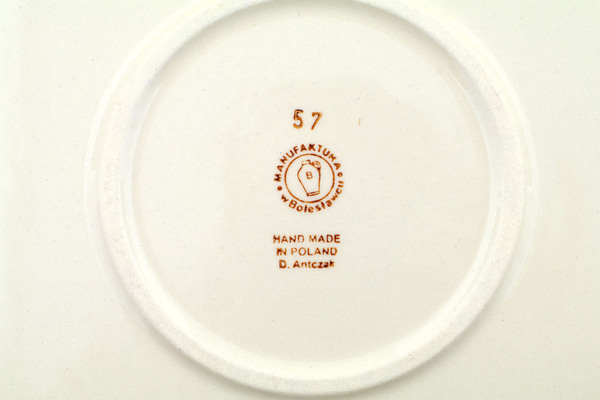 57
MANUFAKTURA
B
w Bolesławcu
HAND MADE
IN POLAND
D. Antczak